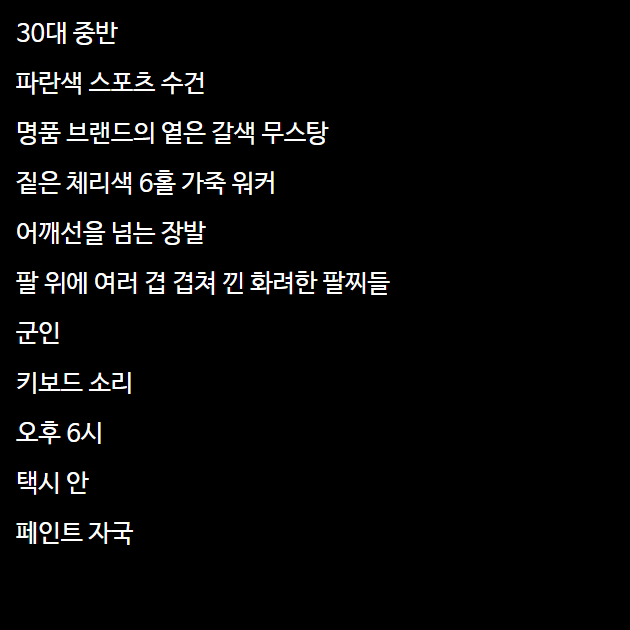 30대 중반
파란색 스포츠 수건
명품 브랜드의 옅은 갈색 무스탕
짙은 체리색 6홀 가죽 워커
어깨선을 넘는 장발
팔 위에 여러 겹 겹쳐 낀 화려한 팔찌들
군인
키보드 소리
오후 6시
택시 안
페인트 자국